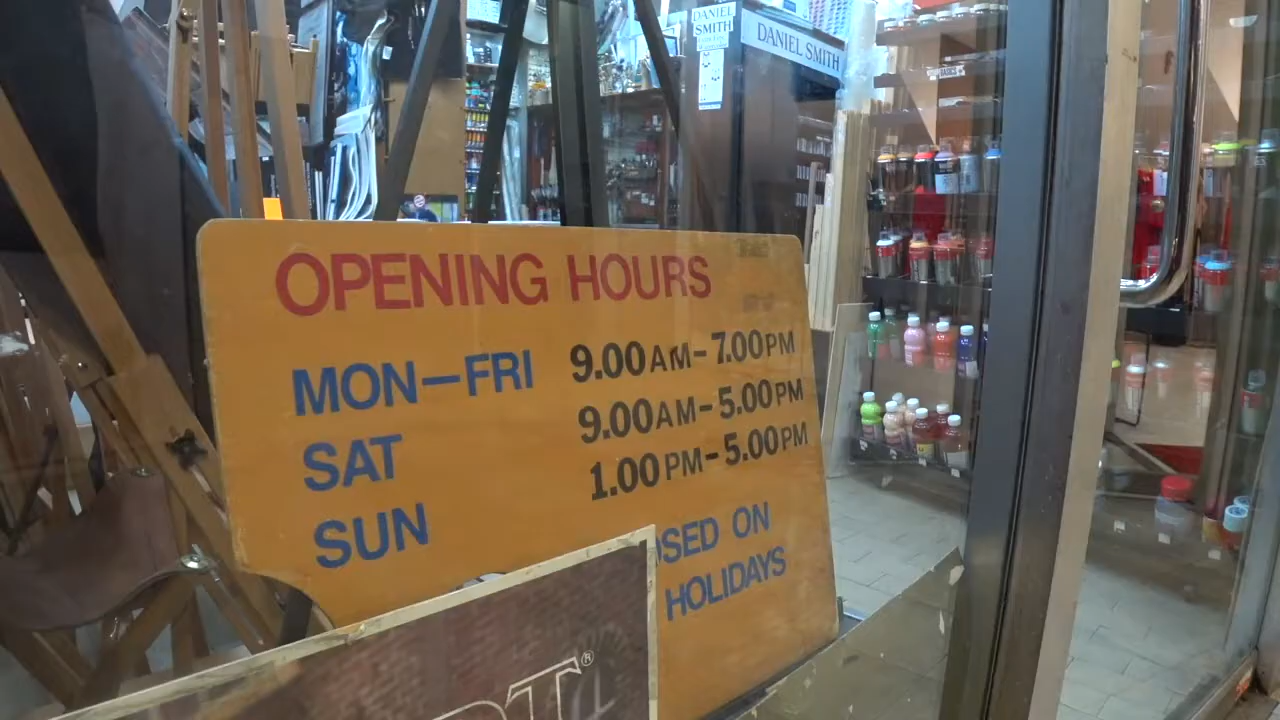 DANIEL
SMITH
DANIEL SMITH
OPENING HOURS
MON-FRI 9.00AM-7.00PM
SAT 9.00AM-5.00PM
SUN 1.00PM-5.00PM
OSED ON
HOLIDAYS
RT®